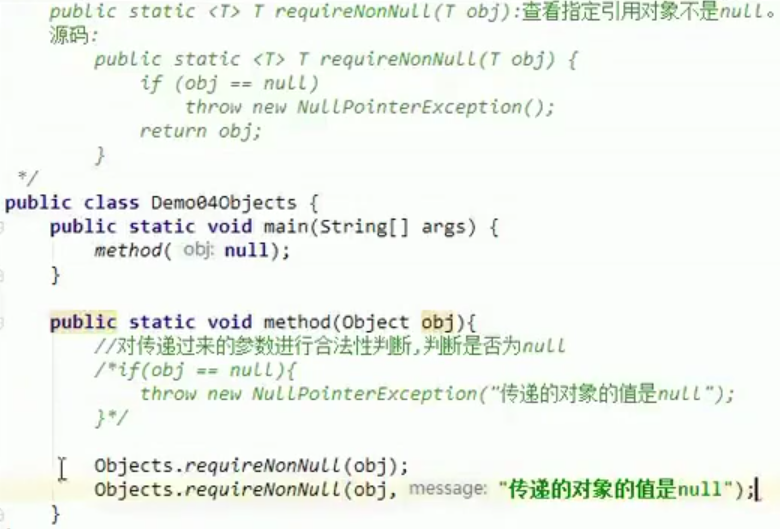 public static <T> T requireNonNull(T obj):查看指定引用对象不是null。
源码:
public static <T> T requireNonNull(T obj) {
if (obj == null)
throw new NullPointerException();
return obj;
}
*/
public class Demo04Objects {
public static void main(String[] args) {
method( obj: null);
}
public static void method(Object obj){
//对传递过来的参数进行合法性判断,判断是否为null
/*if(obj == null){
throw new NullPointerException("传递的对象的值是null");
}*/
Objects.requireNonNull(obj);
Objects.requireNonNull(obj, message: "传递的对象的值是null");
}